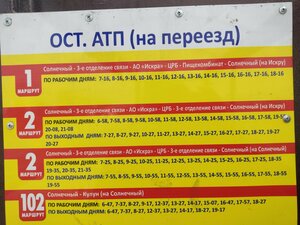 ОСТ. АТП (на переезд)
1
МАРШРУТ
Солнечный - 3-е отделение связи - АО «Искра» - ЦРБ - Пищекомбинат - Солнечный (на Искру)
ПО РАБОЧИМ ДНЯМ: 7-16, 8-16, 9-16, 10-16, 11-16, 12-16, 13-16, 14-16, 15-16, 16-16, 17-16, 18-16
2
МАРШРУТ
Солнечный - АО «Искра» - ЦРБ - 3-е отделение связи - Солнечный (на Искру)
ПО РАБОЧИМ ДНЯМ: 6-58, 7-58, 8-58, 9-58, 10-58, 11-58, 12-58, 13-58, 14-58, 15-58, 16-58, 17-58, 19-58
20-08, 21-08
ПО ВЫХОДНЫМ ДНЯМ: 7-27, 8-27, 9-27, 10-27, 11-27, 13-27, 14-27, 15-27, 16-27, 17-27, 18-27, 19-27
20-27
2
МАРШРУТ
Солнечный - 3-е отделение связи - АО «Искра» - ЦРБ - Солнечный (на Солнечный)
ПО РАБОЧИМ ДНЯМ: 7-25, 8-25, 9-25, 10-25, 11-25, 12-25, 13-25, 14-25, 15-25, 16-25, 17-25, 18-35
19-35, 20-35, 21-35
ПО ВЫХОДНЫМ ДНЯМ: 7-55, 8-55, 9-55, 10-55, 11-55, 12-55, 13-55, 14-55, 15-55, 16-55, 17-55, 18-55
19-55
102
МАРШРУТ
Солнечный - Кулун (на Солнечный)
ПО РАБОЧИМ ДНЯМ: 6-47, 7-37, 8-27, 9-17, 12-37, 13-27, 14-17, 15-07, 16-47, 17-57, 18-27
ПО ВЫХОДНЫМ ДНЯМ: 6-47, 7-37, 8-27, 12-37, 13-27, 14-17, 18-27, 19-17